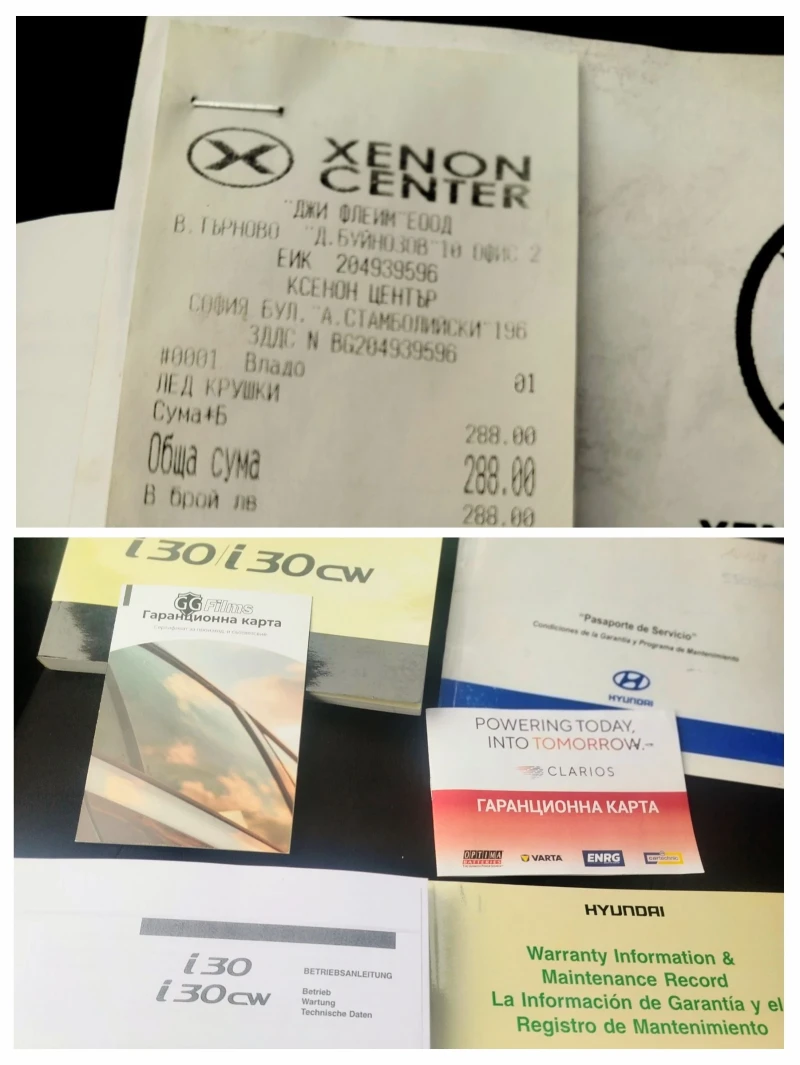 XENON
CENTER
"ДЖИ ФЛЕИМ"ЕООД
В. ТЪРНОВО "Д.БУЙНОЗОВ"10 ОФИС 2
ЕИК 204939596
КСЕНОН ЦЕНТЪР
СОФИЯ БУЛ. "А.СТАМБОЛИЙСКИ"196
ЗДДС N BG204939596
#0001 Владо 01
ЛЕД КРУШКИ
Сума*Б 288.00
Обща сума 288.00
В брой лв 288.00
i30/i30cw
GG Films
Гаранционна карта
"Pasaporte de Servicio"
Condiciones de la Garantía y Programa de Mantenimiento
HYUNDAI
POWERING TODAY,
INTO TOMORROW.
CLARIOS
ГАРАНЦИОННА КАРТА
OPTIMA
BATTERIES
VARTA
ENRG
i30
i30cw
BETRIEBSANLEITUNG
Betrieb
Wartung
Technische Daten
HYUNDAI
Warranty Information &
Maintenance Record
La Información de Garantía y el
Registro de Mantenimiento